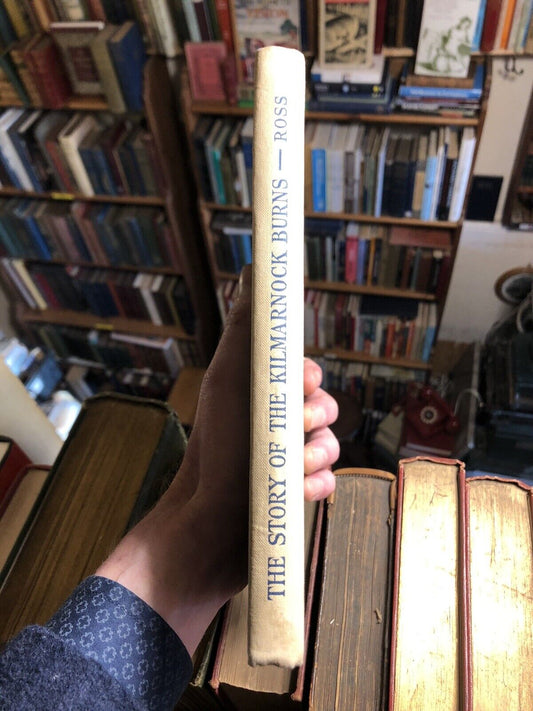 THE STORY OF THE KILMARNOCK BURNS — ROSS